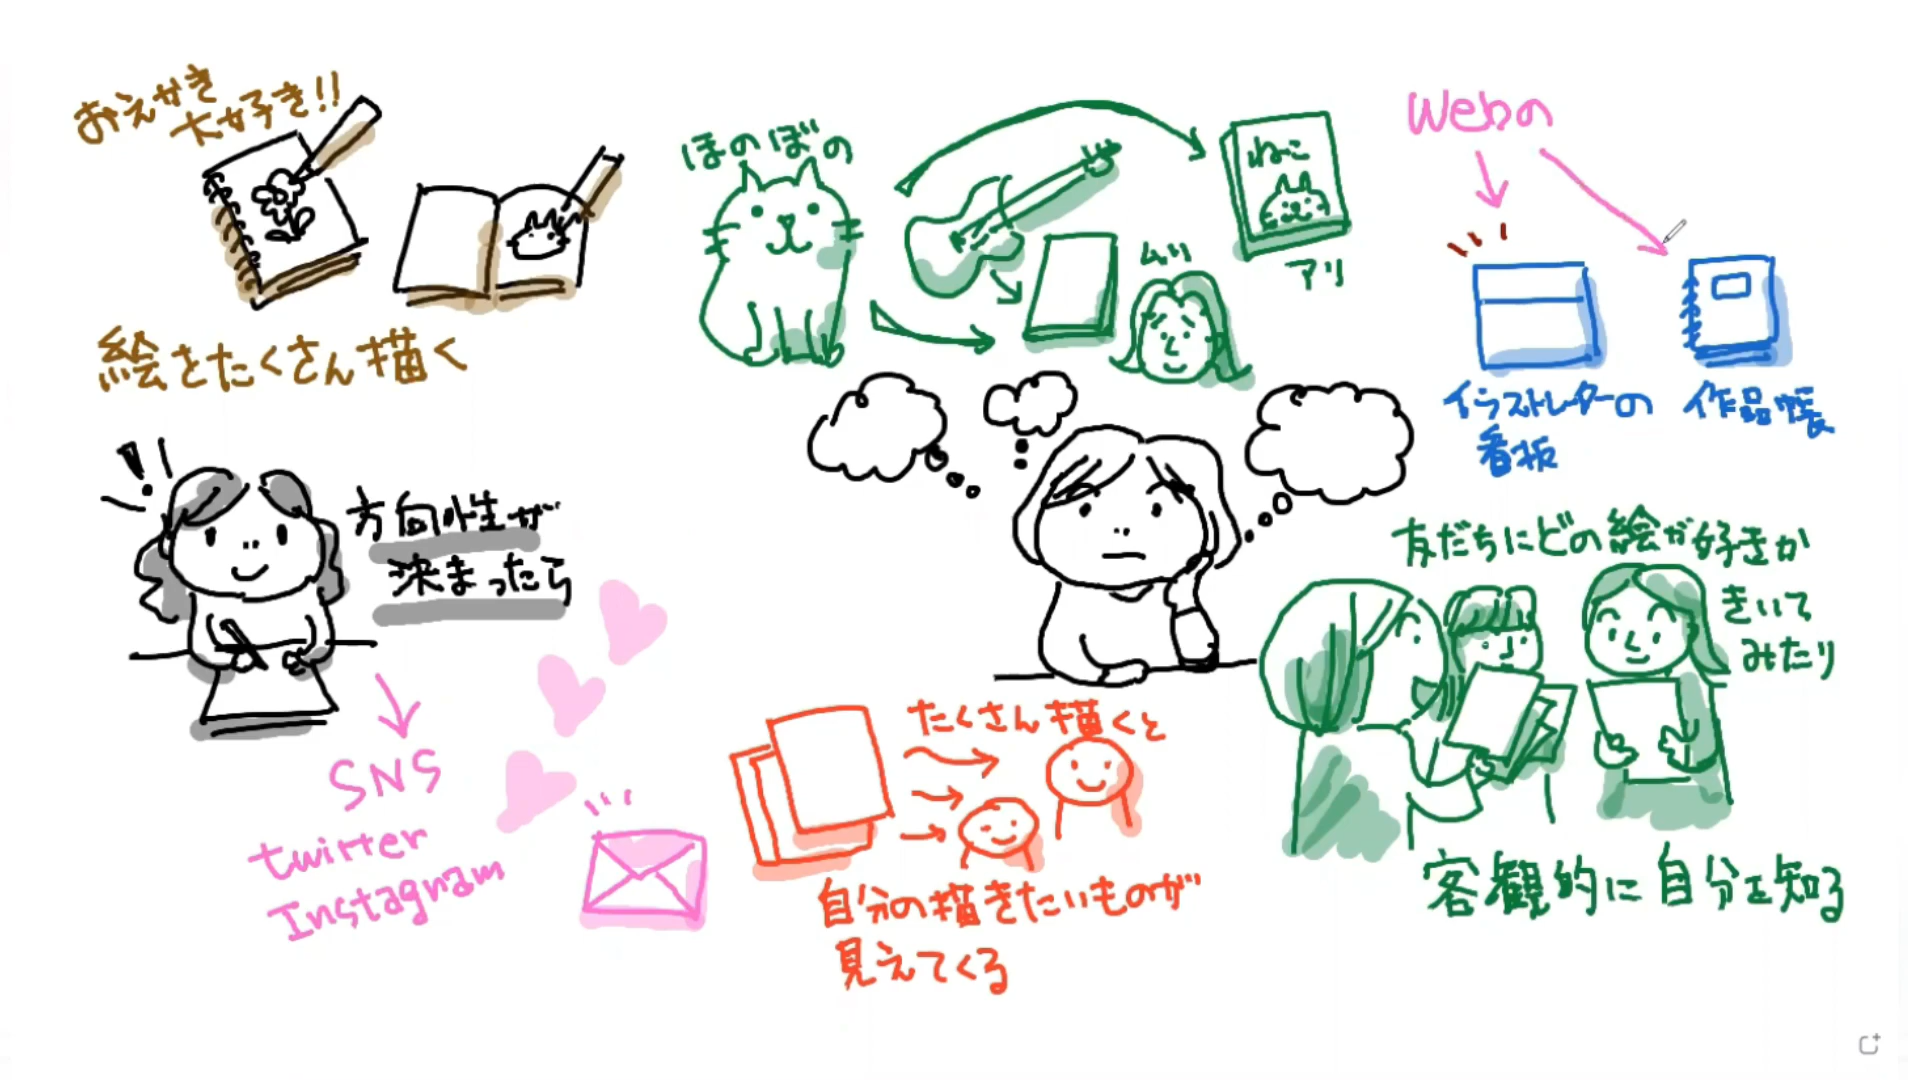 おえかき
大好き!!
絵をたくさん描く
ほのぼの
ねこ
アリ
ムリ
Webの
イラストレーターの
看板
作品帳
方向性が
決まったら
SNS
twitter
Instagram
たくさん描くと
自分の描きたいものが
見えてくる
友だちにどの絵が好きか
きいて
みたり
客観的に自分を知る